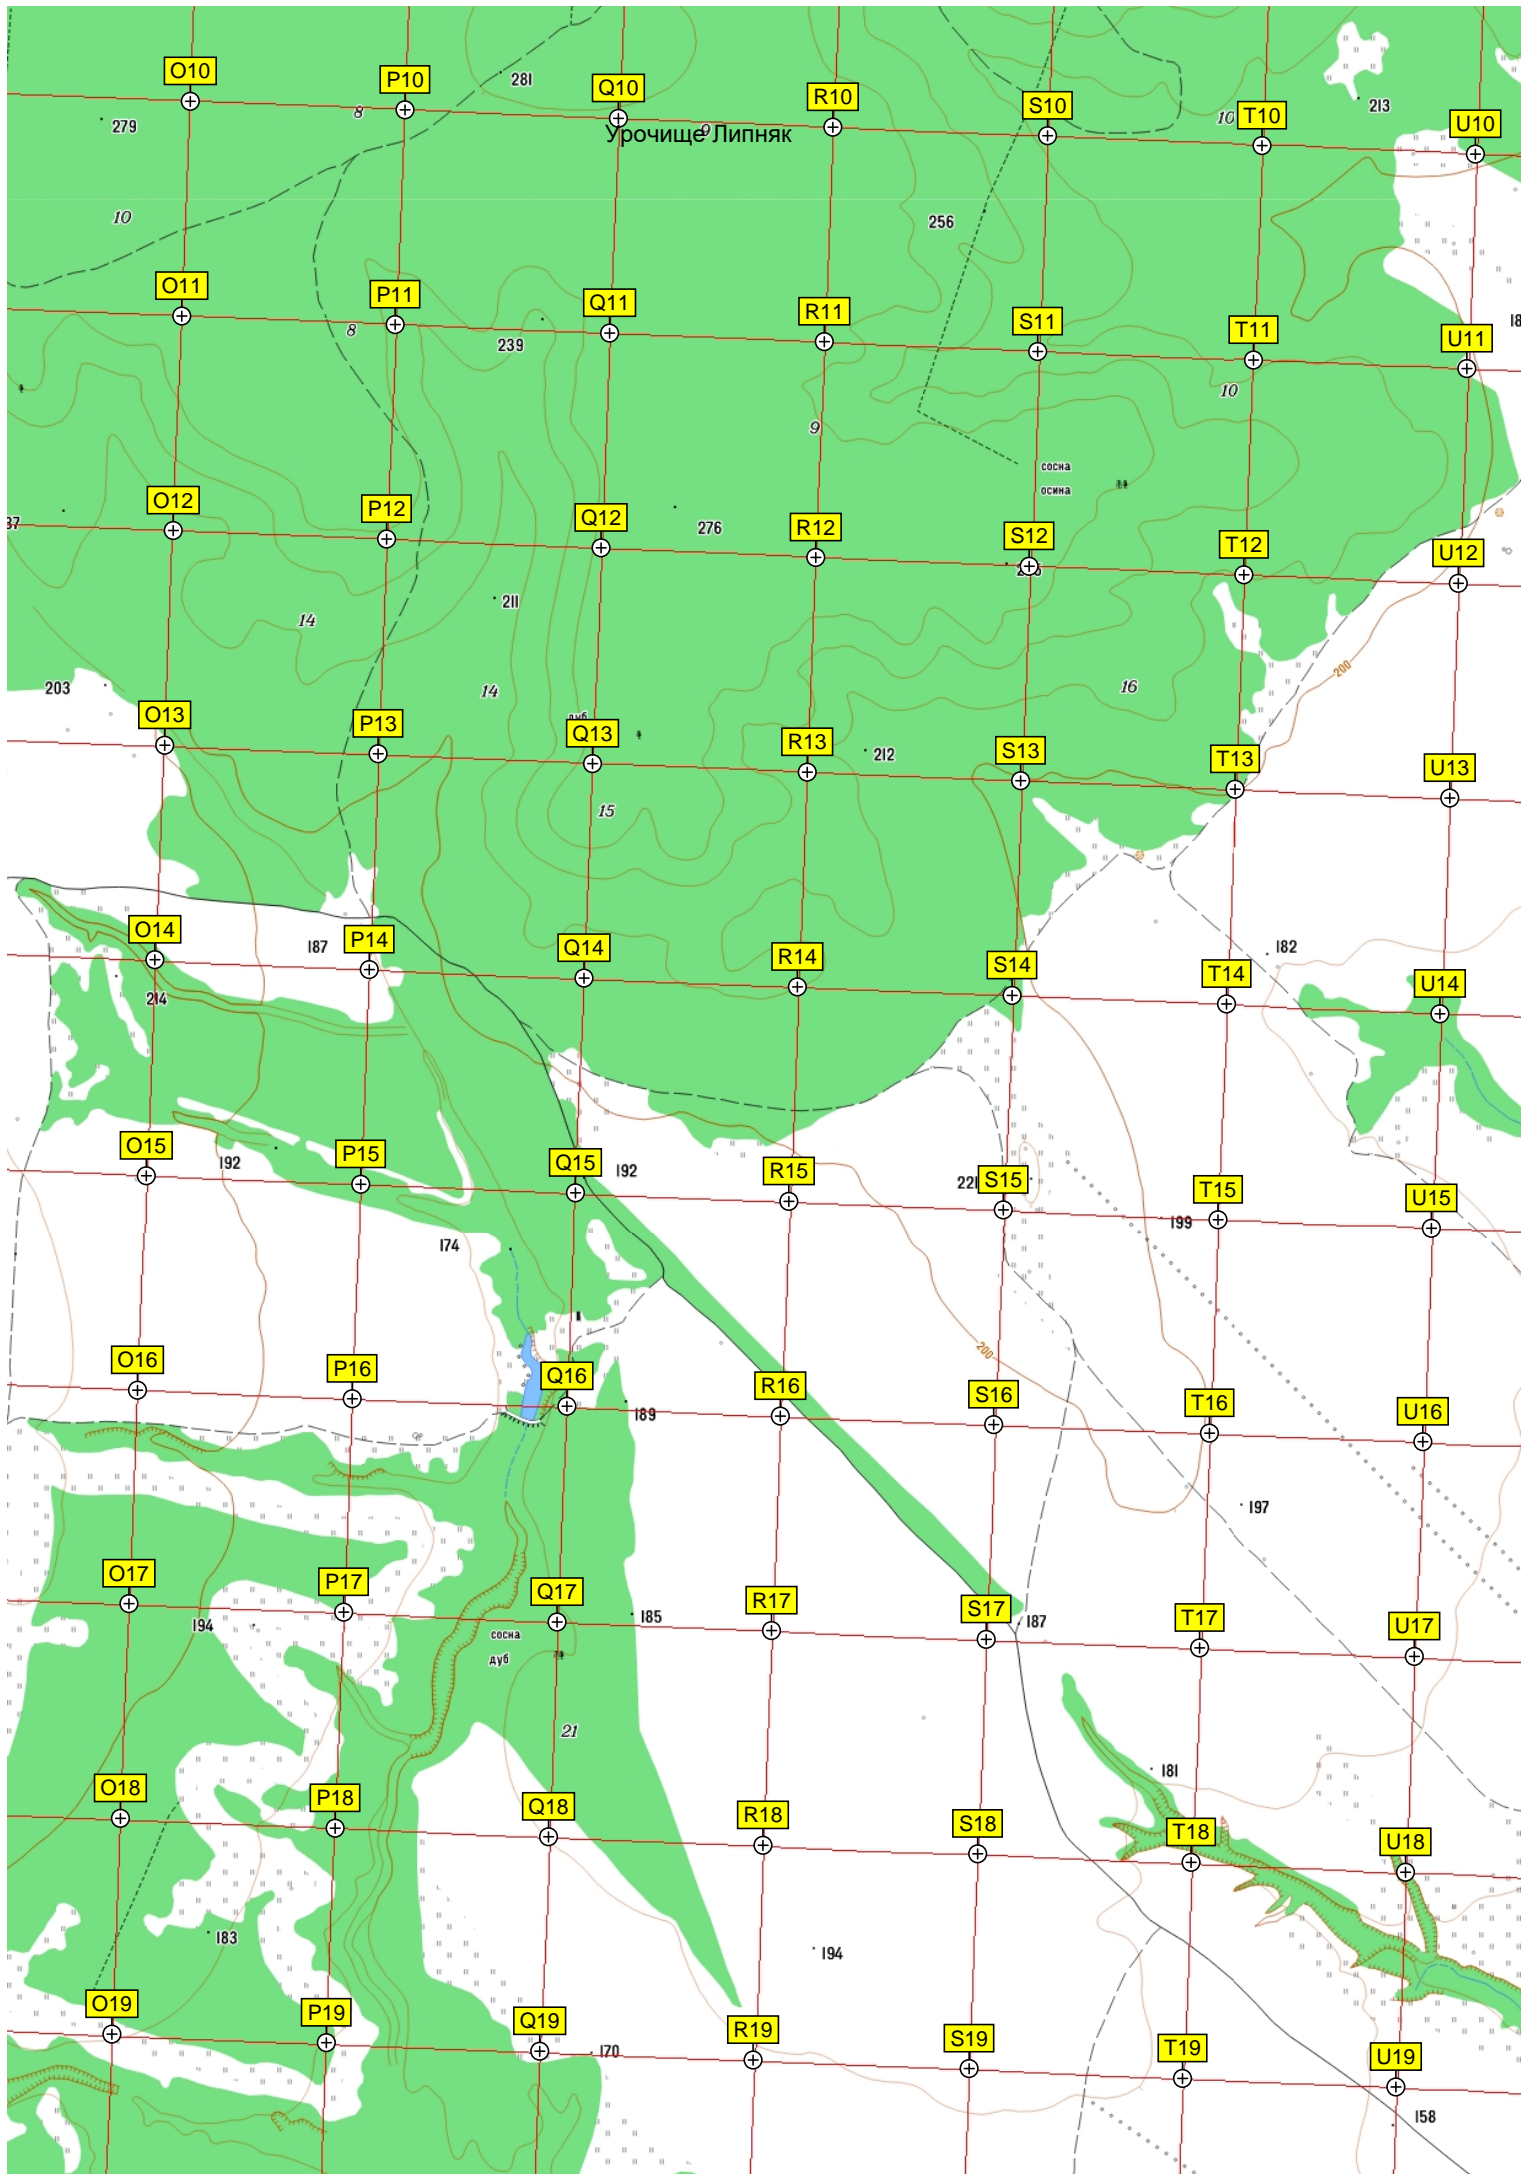 O10 P10 281 Q10 R10 S10 10 T10 213 U10
279 8 9
Урочище Липняк
10 256
O11 P11 Q11 R11 S11 T11 U11
8 239 10
9
сосна
осина
O12 P12 Q12 276 R12 S12 T12 U12
14 211
203 14 16 200
дуб
O13 P13 Q13 R13 212 S13 T13 U13
15
O14 187 P14 Q14 R14 S14 T14 182 U14
214
O15 192 P15 Q15 192 R15 221 S15 T15 199 U15
174
200
O16 P16 Q16 189 R16 S16 T16 U16
197
O17 P17 Q17 185 R17 S17 187 T17 U17
194 сосна
дуб
21
181
O18 P18 Q18 R18 S18 T18 U18
183 194
O19 P19 Q19 170 R19 S19 T19 U19
158